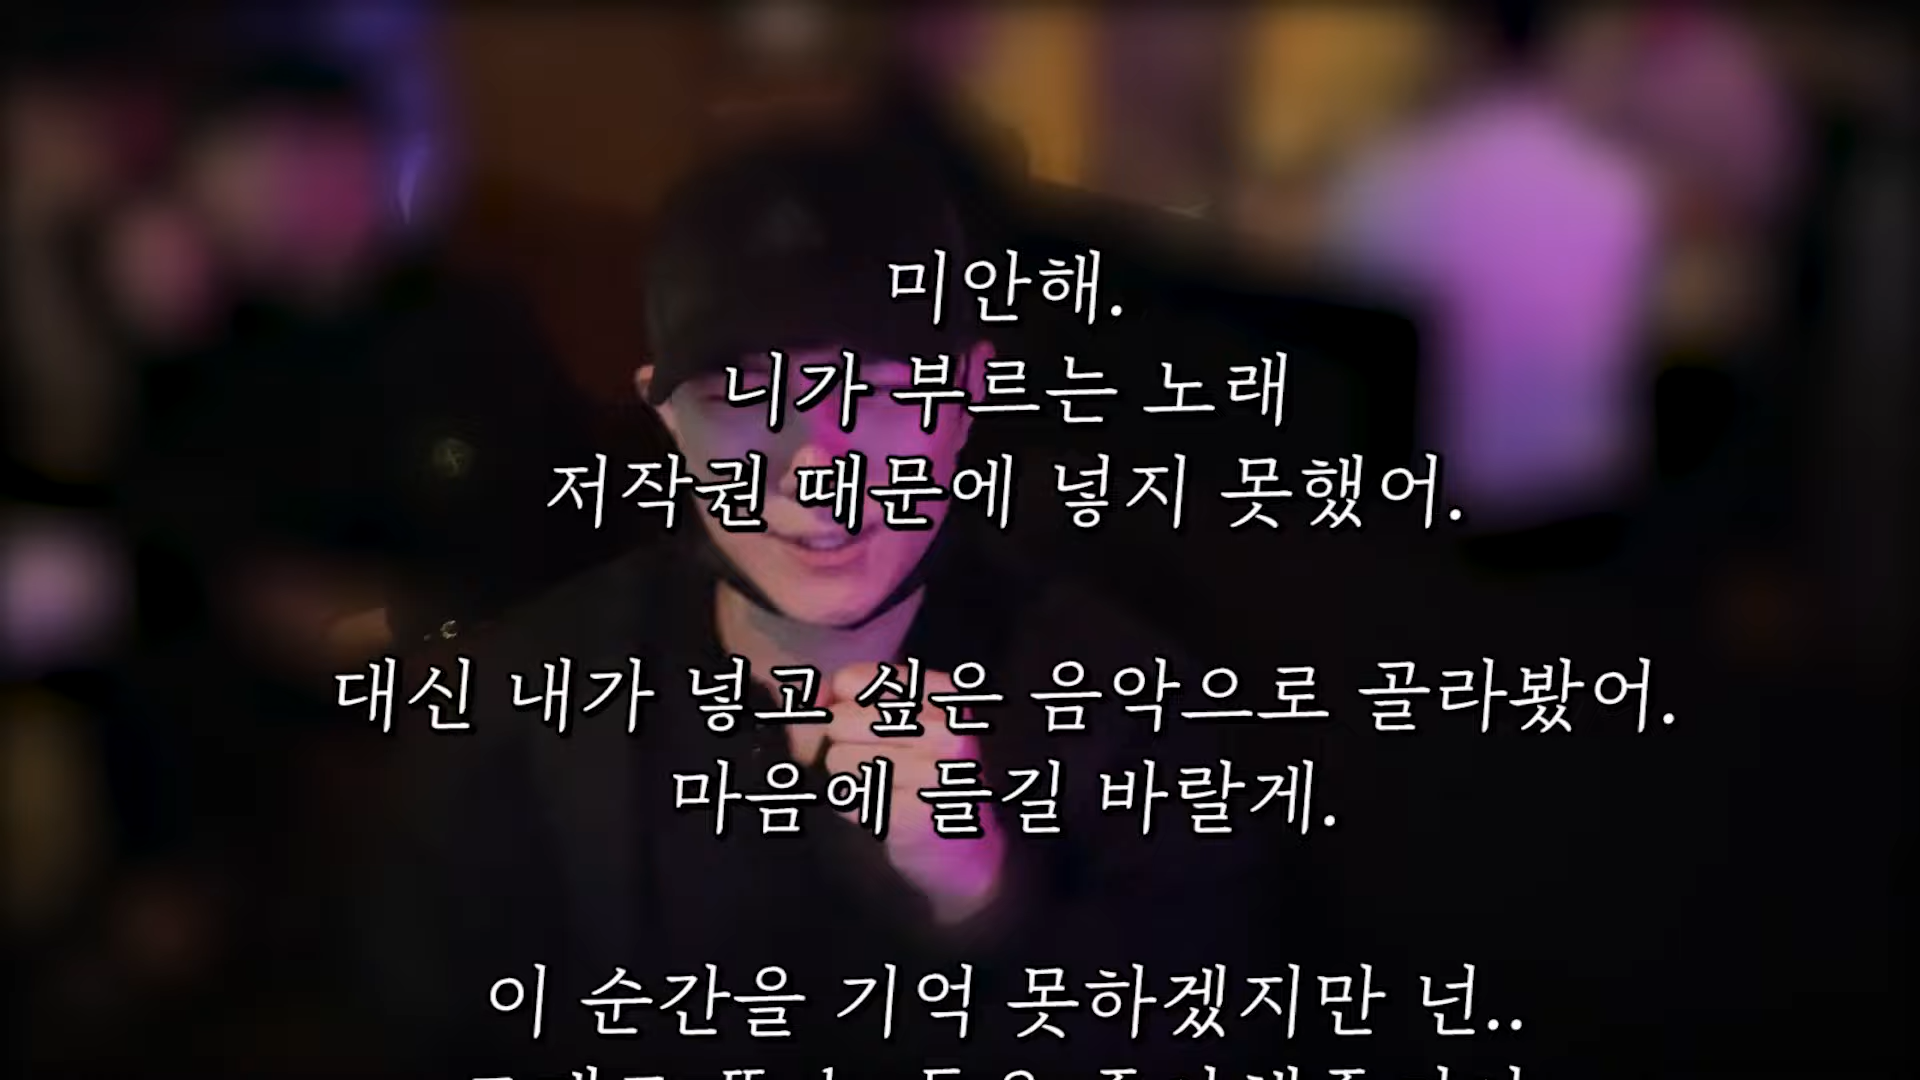 미안해.
니가 부르는 노래
저작권 때문에 넣지 못했어.
대신 내가 넣고 싶은 음악으로 골라봤어.
마음에 들길 바랄게.
이 순간을 기억 못하겠지만 넌..